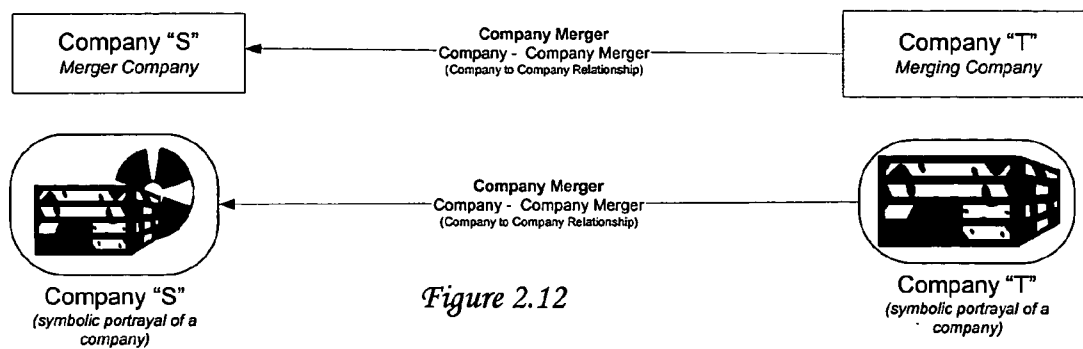 Company “S”
Merger Company
Company Merger
Company - Company Merger
(Company to Company Relationship)
Company “T”
Merging Company
Company Merger
Company - Company Merger
(Company to Company Relationship)
Company “S”
(symbolic portrayal of a
company)
Figure 2.12
Company “T”
(symbolic portrayal of a
company)